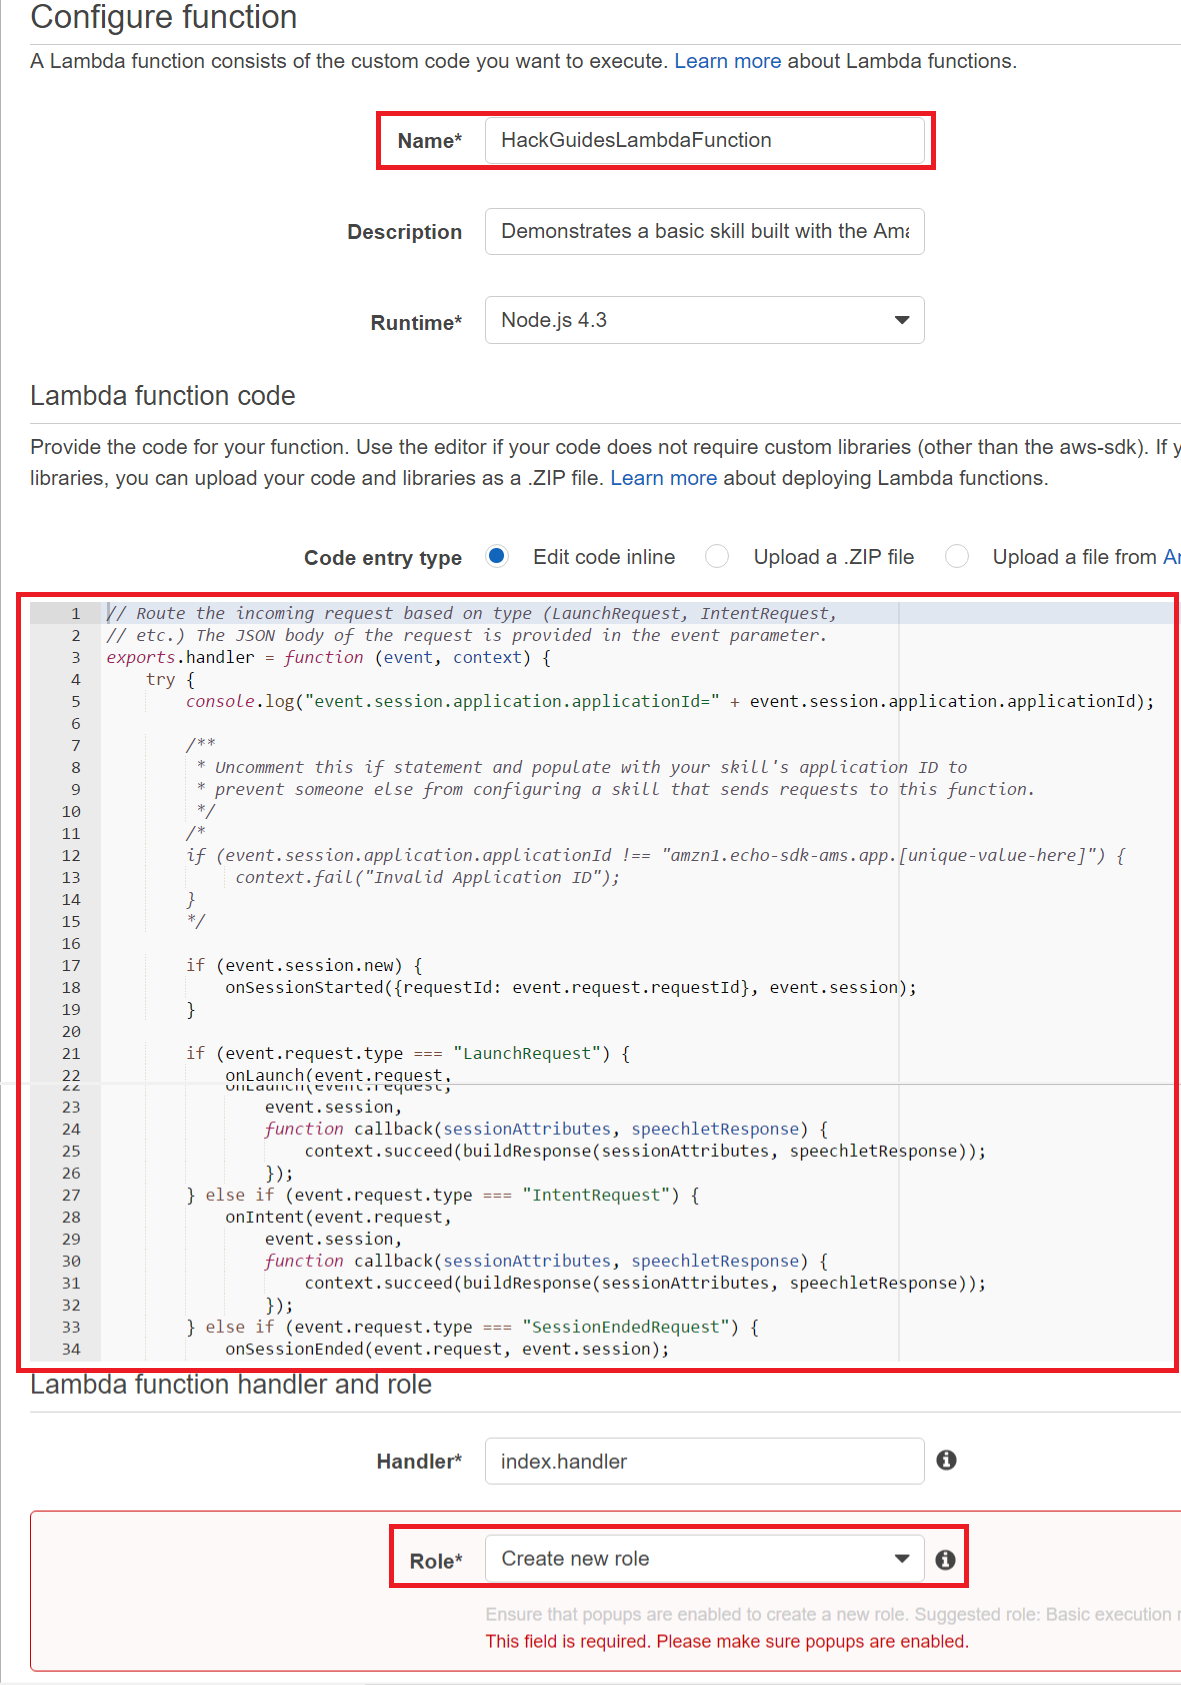 Configure function
A Lambda function consists of the custom code you want to execute. Learn more about Lambda functions.
Name* HackGuidesLambdaFunction
Description Demonstrates a basic skill built with the Ama
Runtime* Node.js 4.3
Lambda function code
Provide the code for your function. Use the editor if your code does not require custom libraries (other than the aws-sdk). If y
libraries, you can upload your code and libraries as a .ZIP file. Learn more about deploying Lambda functions.
Code entry type Edit code inline Upload a .ZIP file Upload a file from Am
1 // Route the incoming request based on type (LaunchRequest, IntentRequest,
2 // etc.) The JSON body of the request is provided in the event parameter.
3 exports.handler = function (event, context) {
4 try {
5 console.log("event.session.application.applicationId=" + event.session.application.applicationId);
6
7 /**
8 * Uncomment this if statement and populate with your skill's application ID to
9 * prevent someone else from configuring a skill that sends requests to this function.
10 */
11 /*
12 if (event.session.application.applicationId !== "amzn1.echo-sdk-ams.app.[unique-value-here]") {
13 context.fail("Invalid Application ID");
14 }
15 */
16
17 if (event.session.new) {
18 onSessionStarted({requestId: event.request.requestId}, event.session);
19 }
20
21 if (event.request.type === "LaunchRequest") {
22 onLaunch(event.request,
22 onLaunch(event.request,
23 event.session,
24 function callback(sessionAttributes, speechletResponse) {
25 context.succeed(buildResponse(sessionAttributes, speechletResponse));
26 });
27 } else if (event.request.type === "IntentRequest") {
28 onIntent(event.request,
29 event.session,
30 function callback(sessionAttributes, speechletResponse) {
31 context.succeed(buildResponse(sessionAttributes, speechletResponse));
32 });
33 } else if (event.request.type === "SessionEndedRequest") {
34 onSessionEnded(event.request, event.session);
Lambda function handler and role
Handler* index.handler
Role* Create new role
Ensure that popups are enabled to create a new role. Suggested role: Basic execution r
This field is required. Please make sure popups are enabled.